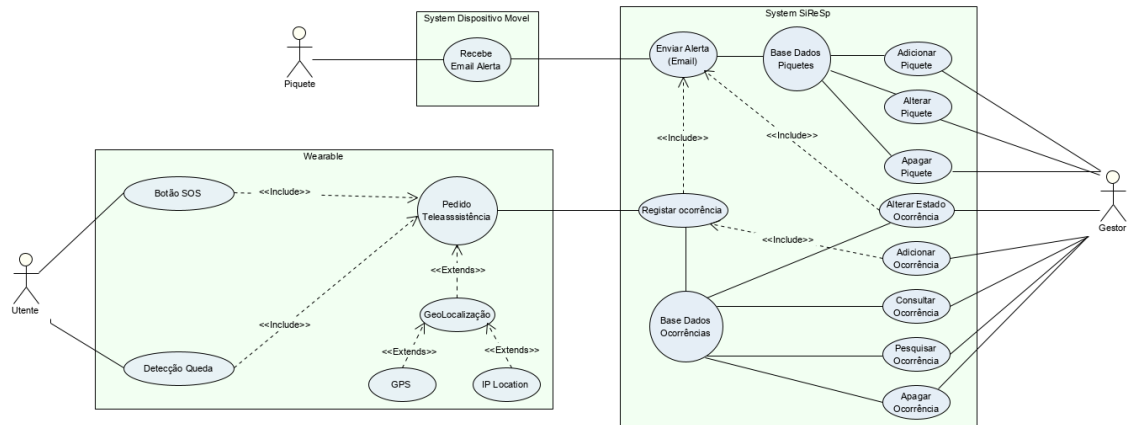 System Dispositivo Movel
Recebe
Email Alerta
Piquete
System SiReSp
Enviar Alerta
(Email)
Base Dados
Piquetes
Adicionar
Piquete
Alterar
Piquete
Apagar
Piquete
<<Include>>
<<Include>>
Wearable
Botão SOS
<<Include>>
Pedido
Teleasssistência
Registar ocorrência
Alterar Estado
Ocorrência
Gestor
<<Include>>
Adicionar
Ocorrência
Utente
<<Extends>>
GeoLocalização
<<Include>>
Base Dados
Ocorrências
Consultar
Ocorrência
<<Extends>>
<<Extends>>
Pesquisar
Ocorrência
Detecção Queda
GPS
IP Location
Apagar
Ocorrência